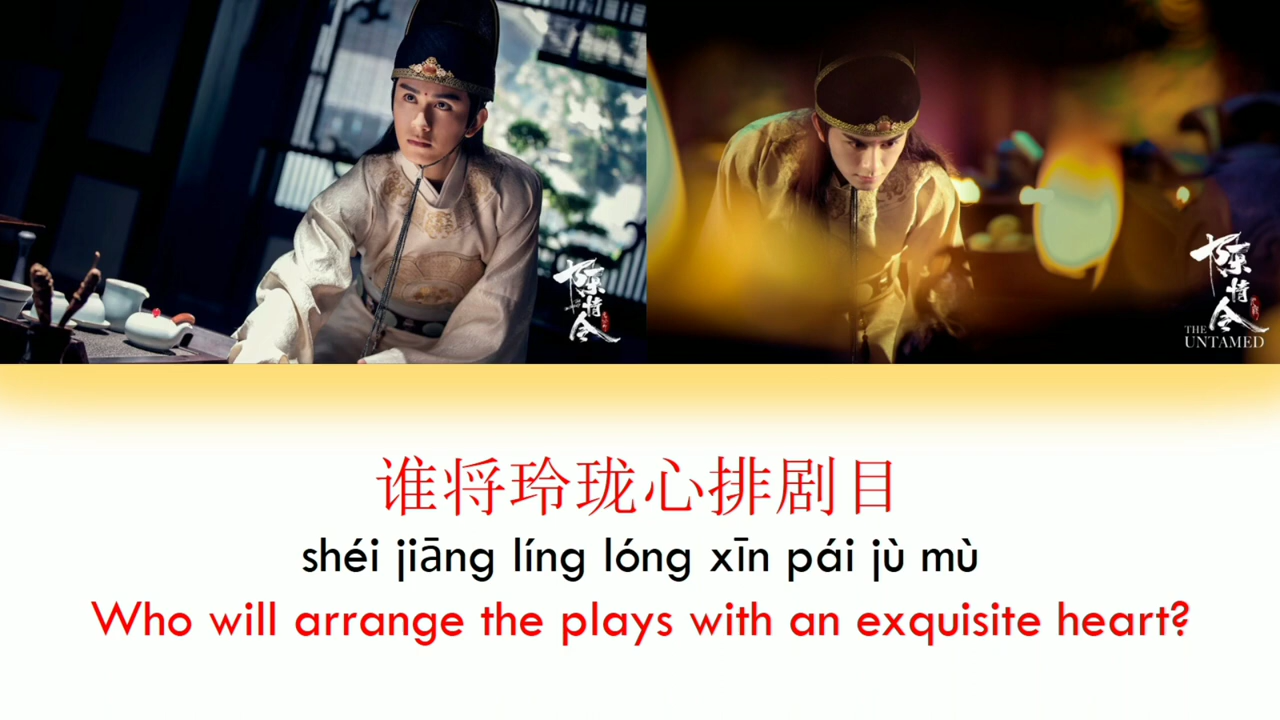 陈情令
陈情令
THE
UNTAMED
谁将玲珑心排剧目
shéi jiāng líng lóng xīn pái jù mù
Who will arrange the plays with an exquisite heart?